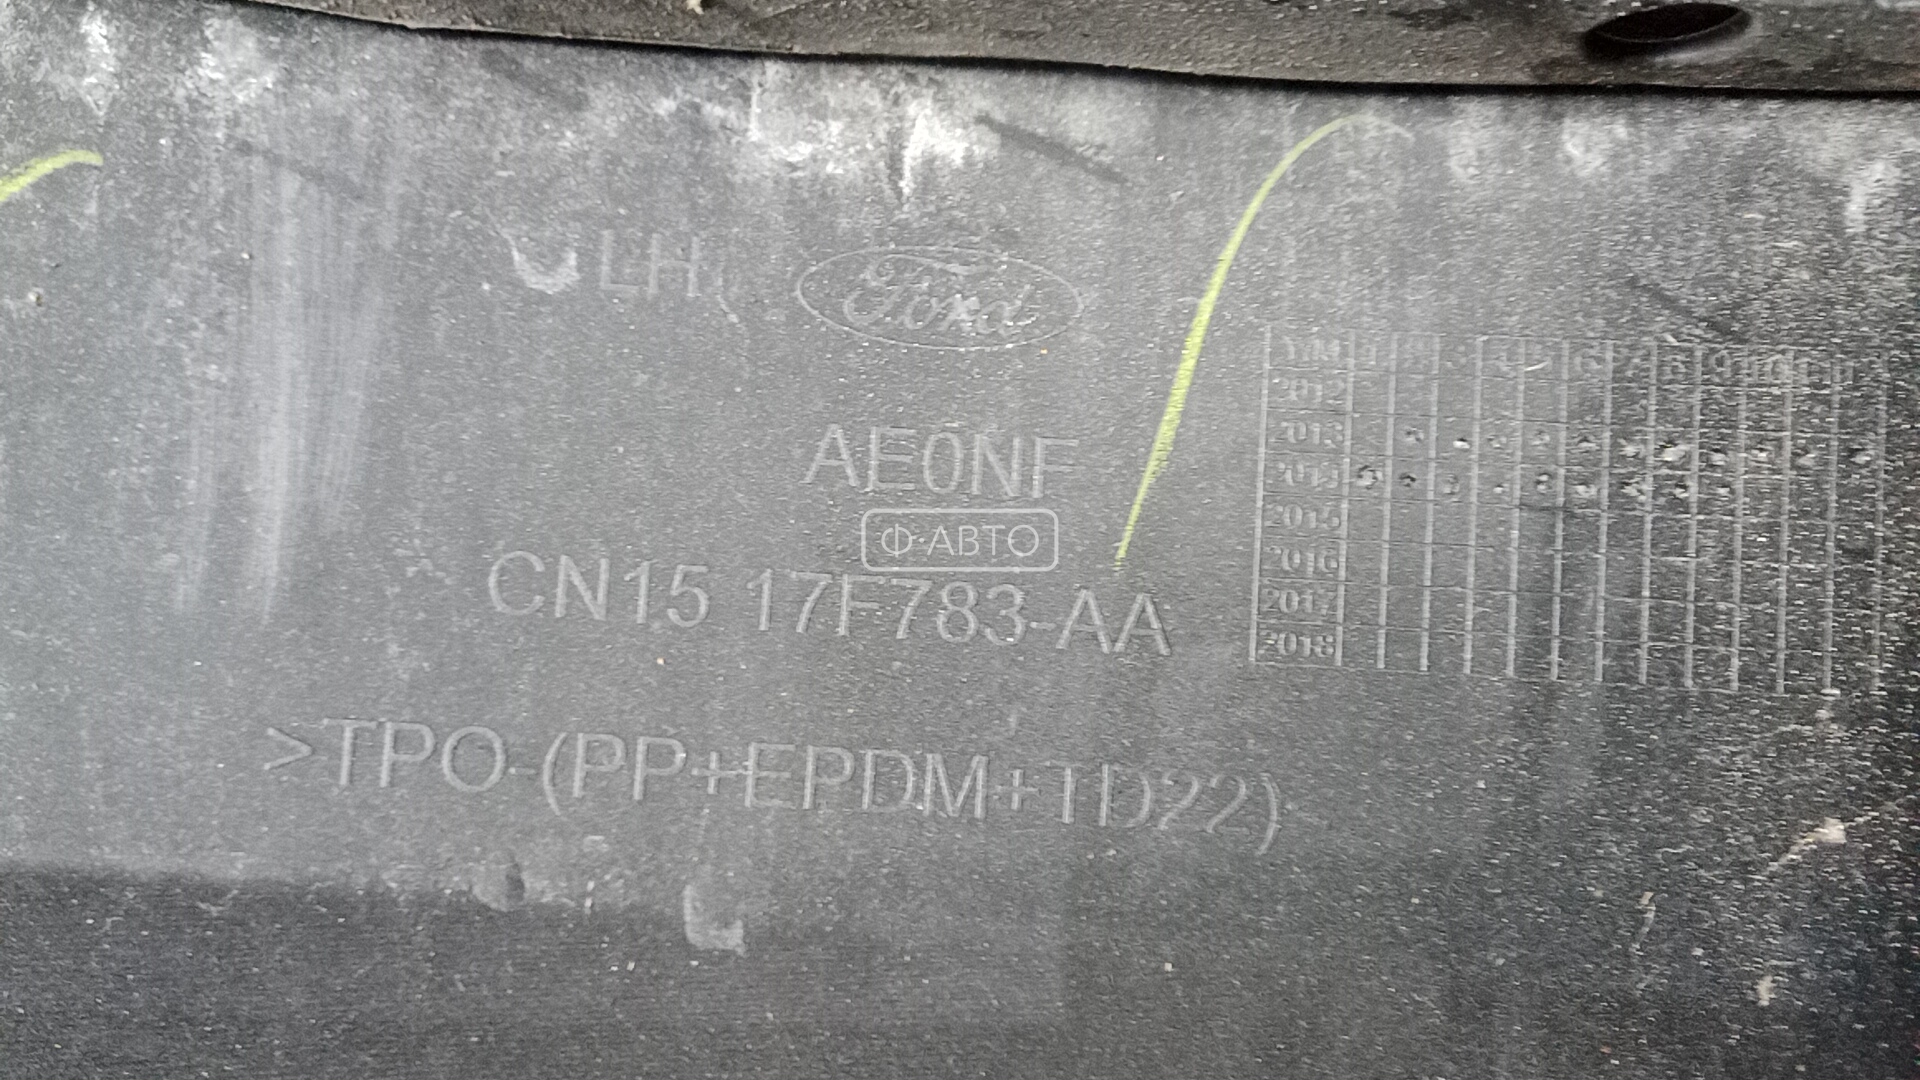 LH
Ford
AE0NF
Ф·АВТО
CN15 17F783-AA
>TPO-(PP+EPDM+TD22)
Y/M
2012
2013
2014
2015
2016
2017
2018